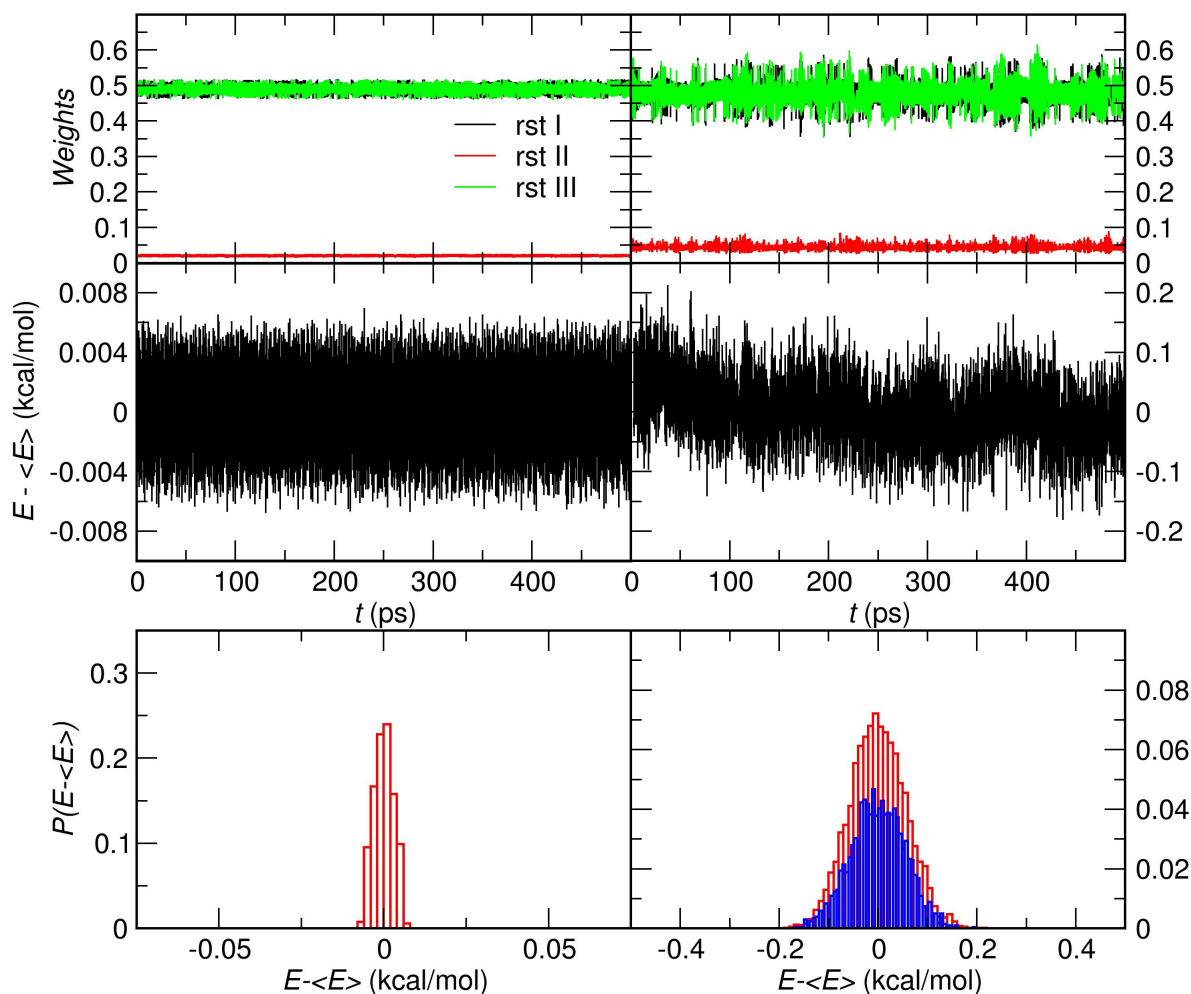 0.6
0.5
0.4
0.3
0.2
0.1
0
Weights
rst I
rst II
rst III
0.6
0.5
0.4
0.3
0.2
0.1
0
0.008
0.004
0
-0.004
-0.008
E - <E> (kcal/mol)
0.2
0.1
0
-0.1
-0.2
0 100 200 300 400
t (ps)
0 100 200 300 400
t (ps)
0.3
0.2
0.1
0
P(E-<E>)
0.08
0.06
0.04
0.02
0
-0.05 0 0.05
E-<E> (kcal/mol)
-0.4 -0.2 0 0.2 0.4
E-<E> (kcal/mol)